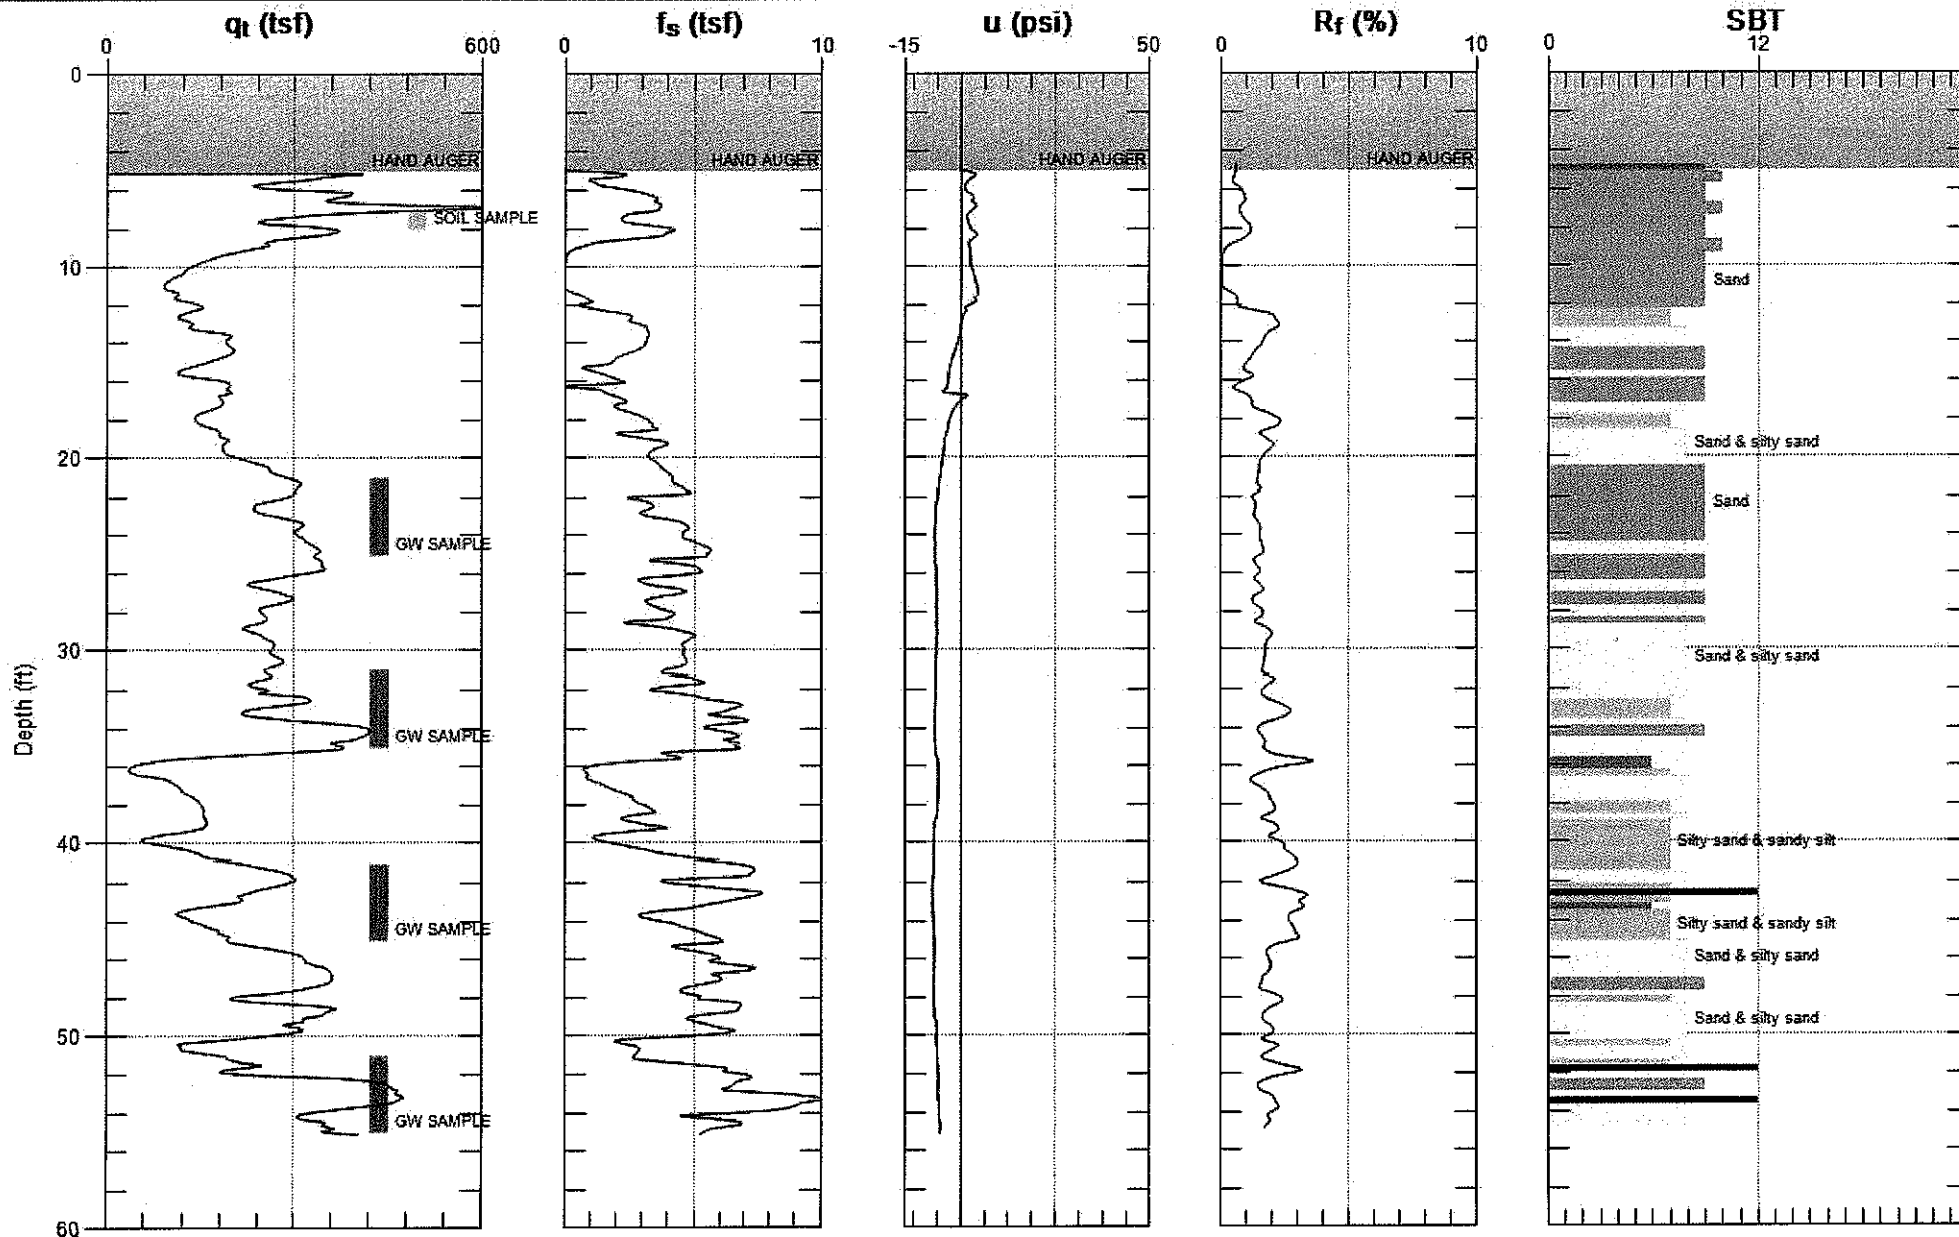 qt (tsf)
fs (tsf)
u (psi)
Rf (%)
SBT
0 600
0 10
-15 50
0 10
0 12
0
HAND AUGER
HAND AUGER
HAND AUGER
HAND AUGER
SOIL SAMPLE
10
Sand
Sand & silty sand
20
Sand
GW SAMPLE
30
Sand & silty sand
Depth (ft)
GW SAMPLE
40
Silty sand & sandy silt
GW SAMPLE
Silty sand & sandy silt
Sand & silty sand
Sand & silty sand
50
GW SAMPLE
60